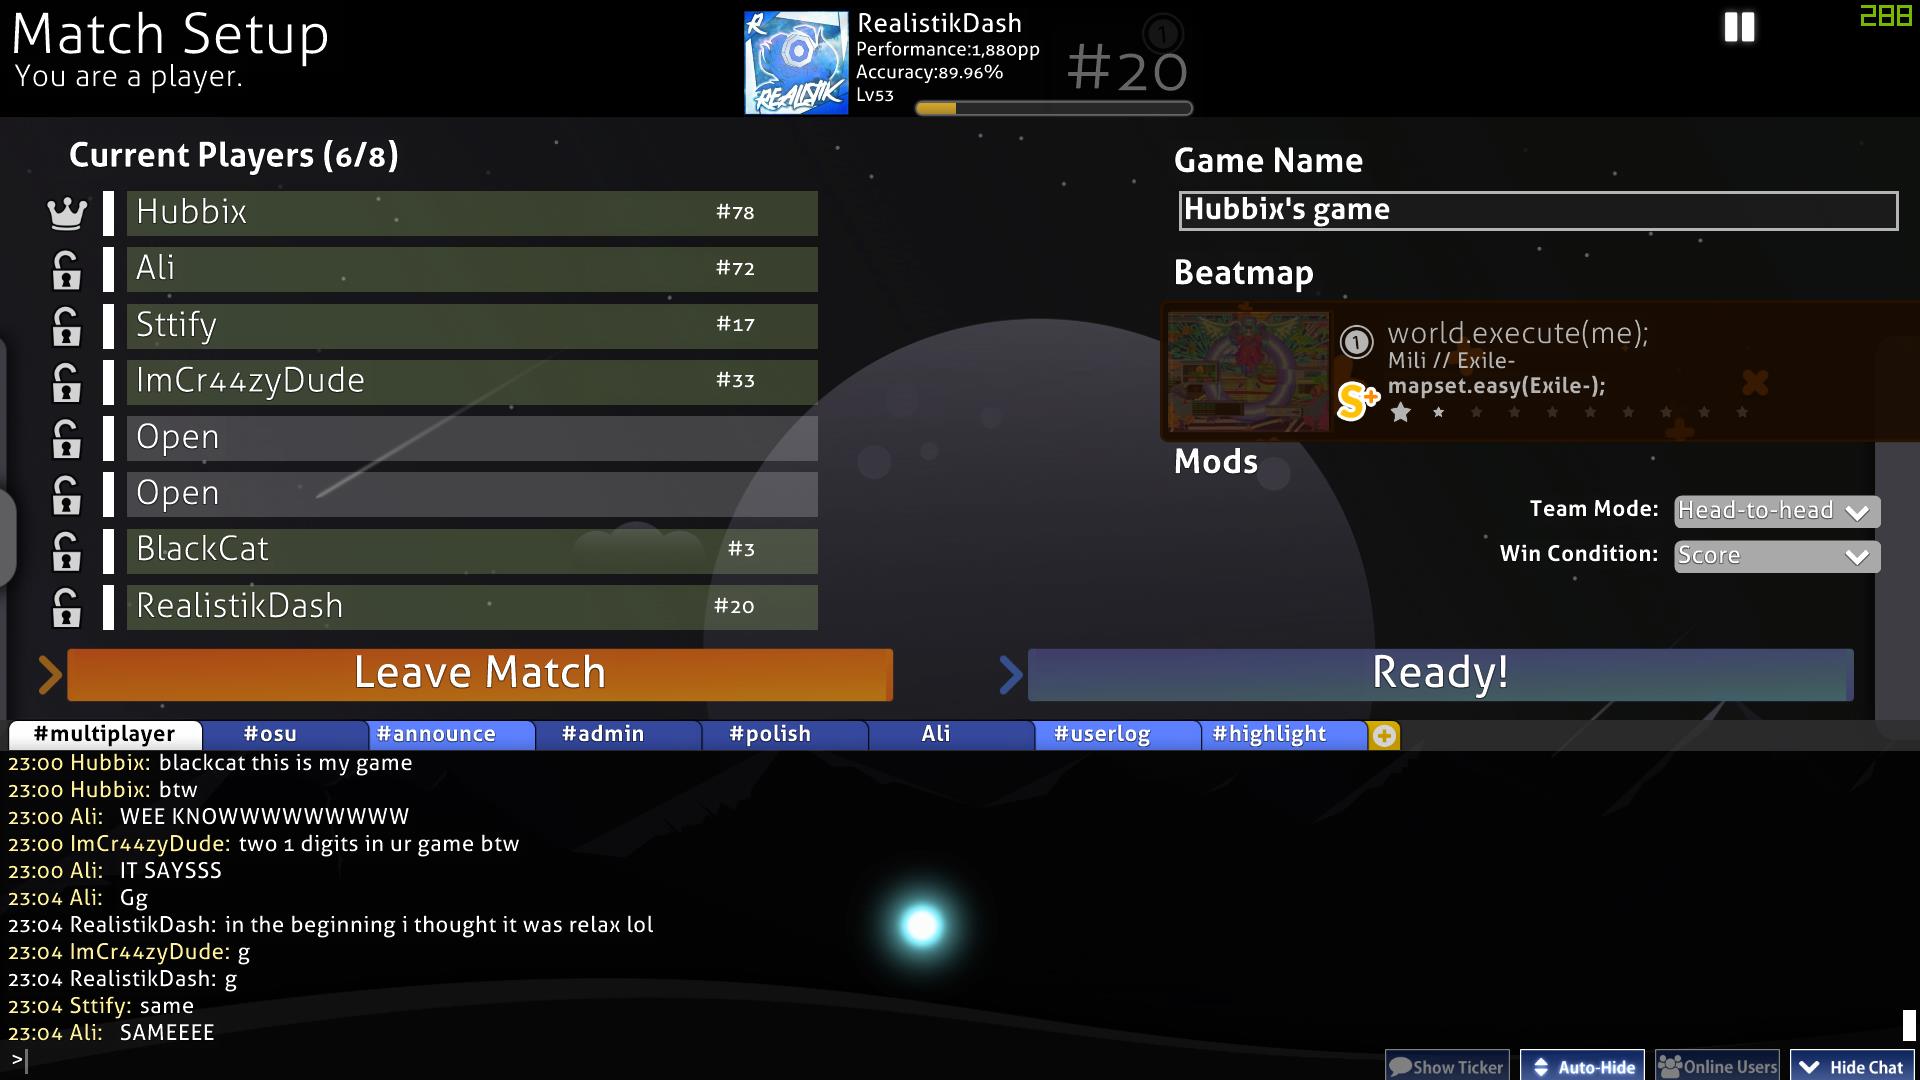 Match Setup
You are a player.
R
REALISTIK
RealistikDash
Performance:1,880pp
Accuracy:89.96%
Lv53
#20
1
288
Current Players (6/8)
Hubbix #78
Ali #72
Sttify #17
ImCr44zyDude #33
Open
Open
BlackCat #3
RealistikDash #20
Game Name
Hubbix's game
Beatmap
1
world.execute(me);
Mili // Exile-
S+
mapset.easy(Exile-);
Mods
Team Mode: Head-to-head
Win Condition: Score
Leave Match
Ready!
#multiplayer #osu #announce #admin #polish Ali #userlog #highlight
23:00 Hubbix: blackcat this is my game
23:00 Hubbix: btw
23:00 Ali: WEE KNOWWWWWWWWW
23:00 ImCr44zyDude: two 1 digits in ur game btw
23:00 Ali: IT SAYSSS
23:04 Ali: Gg
23:04 RealistikDash: in the beginning i thought it was relax lol
23:04 ImCr44zyDude: g
23:04 RealistikDash: g
23:04 Sttify: same
23:04 Ali: SAMEEEE
>
Show Ticker Auto-Hide Online Users Hide Chat